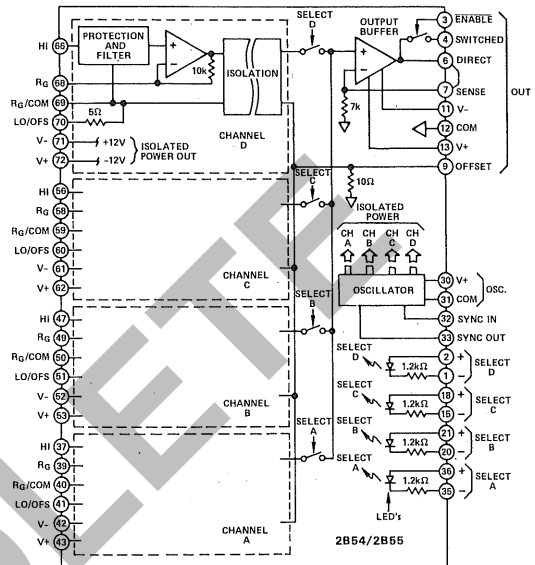 SELECT
D
OUTPUT
BUFFER
3 ENABLE
4 SWITCHED
6 DIRECT
7 SENSE
11 V-
12 COM
13 V+
9 OFFSET
OUT
HI 66
PROTECTION
AND
FILTER
+
-
10k
ISOLATION
+
-
7k
RG 68
RG/COM 69
LO/OFS 70
5Ω
V- 71
+12V
V+ 72
-12V
ISOLATED
POWER OUT
CHANNEL
D
10Ω
HI 56
RG 58
RG/COM 59
LO/OFS 60
V- 61
V+ 62
CHANNEL
C
SELECT
C
ISOLATED
POWER
CH
A
CH
B
CH
C
CH
D
OSCILLATOR
30 V+
31 COM
OSC.
32 SYNC IN
33 SYNC OUT
HI 47
RG 49
RG/COM 50
LO/OFS 51
V- 52
V+ 53
CHANNEL
B
SELECT
B
SELECT
D
1.2kΩ
2 +
1 -
SELECT
D
SELECT
C
1.2kΩ
18 +
15 -
SELECT
C
SELECT
B
1.2kΩ
21 +
20 -
SELECT
B
SELECT
A
1.2kΩ
36 +
35 -
SELECT
A
LED's
HI 37
RG 39
RG/COM 40
LO/OFS 41
V- 42
V+ 43
CHANNEL
A
SELECT
A
2B54/2B55
OLETE